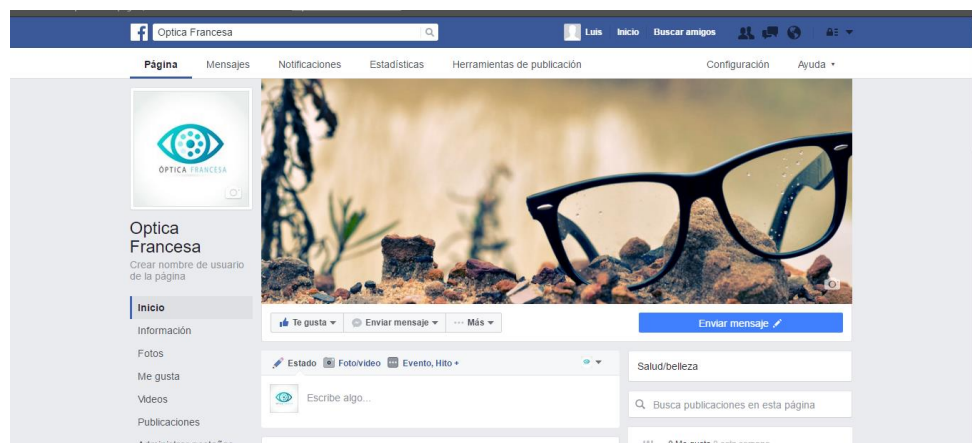 Optica Francesa
Luis Inicio Buscar amigos
Página Mensajes Notificaciones Estadísticas Herramientas de publicación Configuración Ayuda
ÓPTICA FRANCESA
Optica
Francesa
Crear nombre de usuario
de la página
Inicio
Información
Fotos
Me gusta
Videos
Publicaciones
Te gusta Enviar mensaje ··· Más
Enviar mensaje
Estado Foto/video Evento, Hito +
Escribe algo...
Salud/belleza
Busca publicaciones en esta página